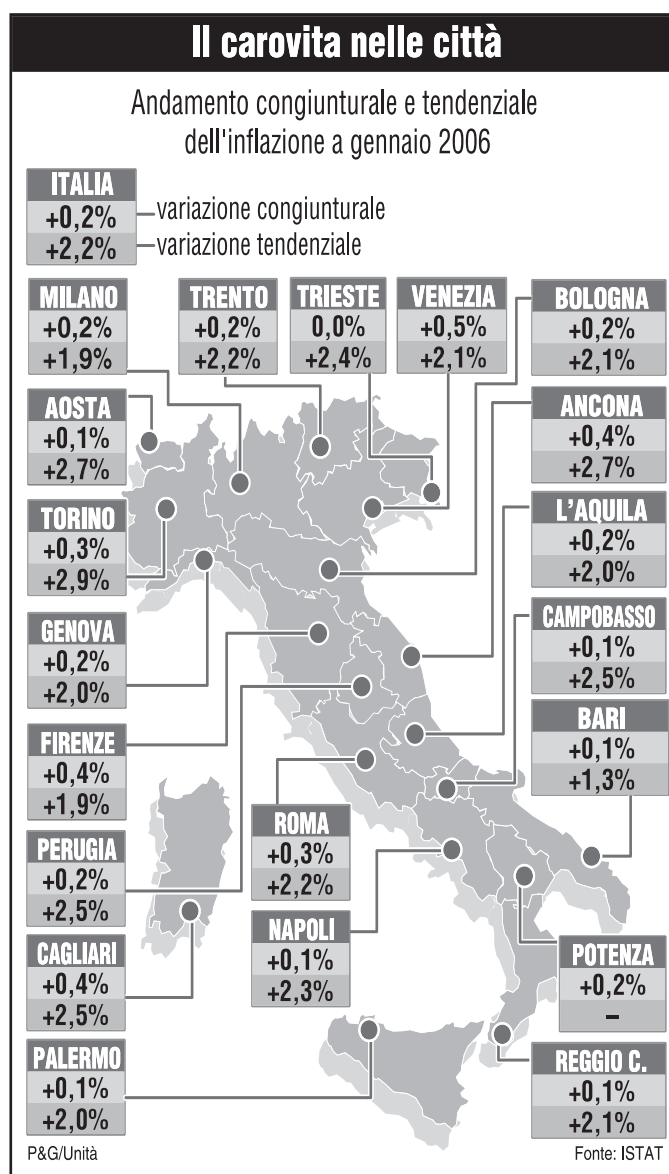 Il carovita nelle città
Andamento congiunturale e tendenziale
dell'inflazione a gennaio 2006
ITALIA
+0,2% variazione congiunturale
+2,2% variazione tendenziale
MILANO
+0,2%
+1,9%
TRENTO
+0,2%
+2,2%
TRIESTE
0,0%
+2,4%
VENEZIA
+0,5%
+2,1%
BOLOGNA
+0,2%
+2,1%
AOSTA
+0,1%
+2,7%
ANCONA
+0,4%
+2,7%
TORINO
+0,3%
+2,9%
L'AQUILA
+0,2%
+2,0%
GENOVA
+0,2%
+2,0%
CAMPOBASSO
+0,1%
+2,5%
FIRENZE
+0,4%
+1,9%
BARI
+0,1%
+1,3%
PERUGIA
+0,2%
+2,5%
ROMA
+0,3%
+2,2%
CAGLIARI
+0,4%
+2,5%
NAPOLI
+0,1%
+2,3%
POTENZA
+0,2%
–
PALERMO
+0,1%
+2,0%
REGGIO C.
+0,1%
+2,1%
P&G/Unità
Fonte: ISTAT